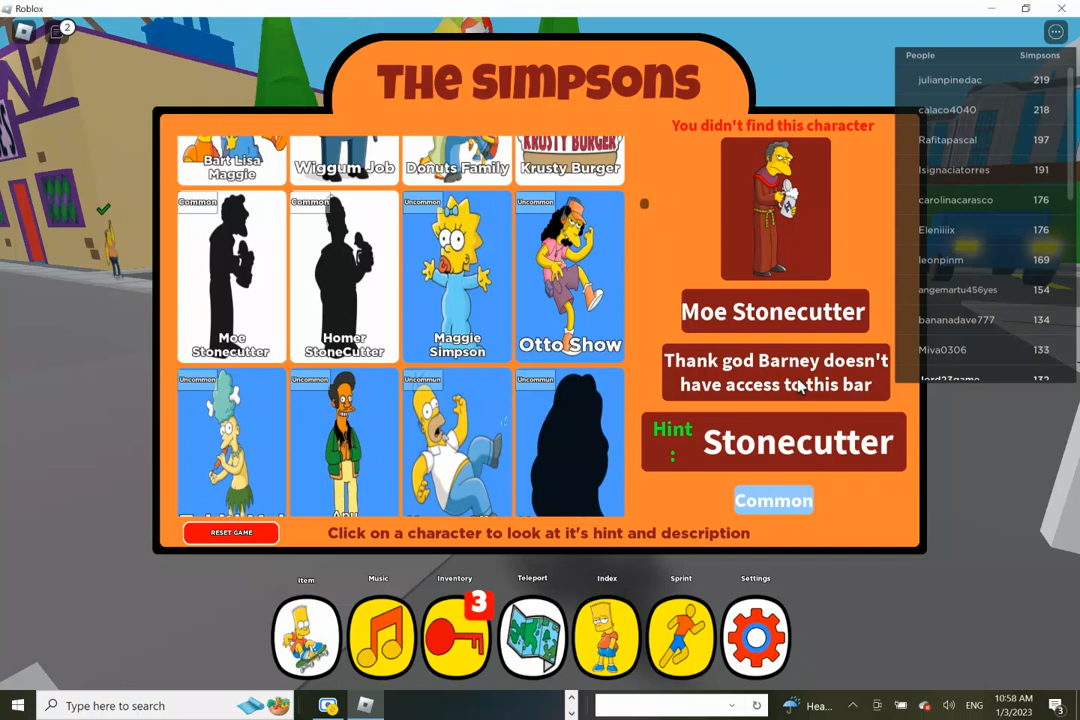 Roblox
2
People Simpsons
julianpinedac 219
calaco4040 218
Rafitapascal 197
Isignaciatorres 191
carolinacarasco 176
Eleniiiix 176
leonpinm 169
angemartu456yes 154
bananadave777 134
Miva0306 133
Jord23game 132
The Simpsons
You didn't find this character
Bart Lisa
Maggie
Wiggum Job
Donuts Family
Krusty Burger
Common
Moe
Stonecutter
Common
Homer
StoneCutter
Uncommon
Maggie
Simpson
Uncommon
Otto Show
Uncommon
Uncommon
Apu
Uncommun
Uncommun
Moe Stonecutter
Thank god Barney doesn't
have access to this bar
Hint
:
Stonecutter
Common
RESET GAME
Click on a character to look at it's hint and description
Item
Music
Inventory
Teleport
Index
Sprint
Settings
3
Type here to search
Hea...
ENG
10:58 AM
1/3/2023
3